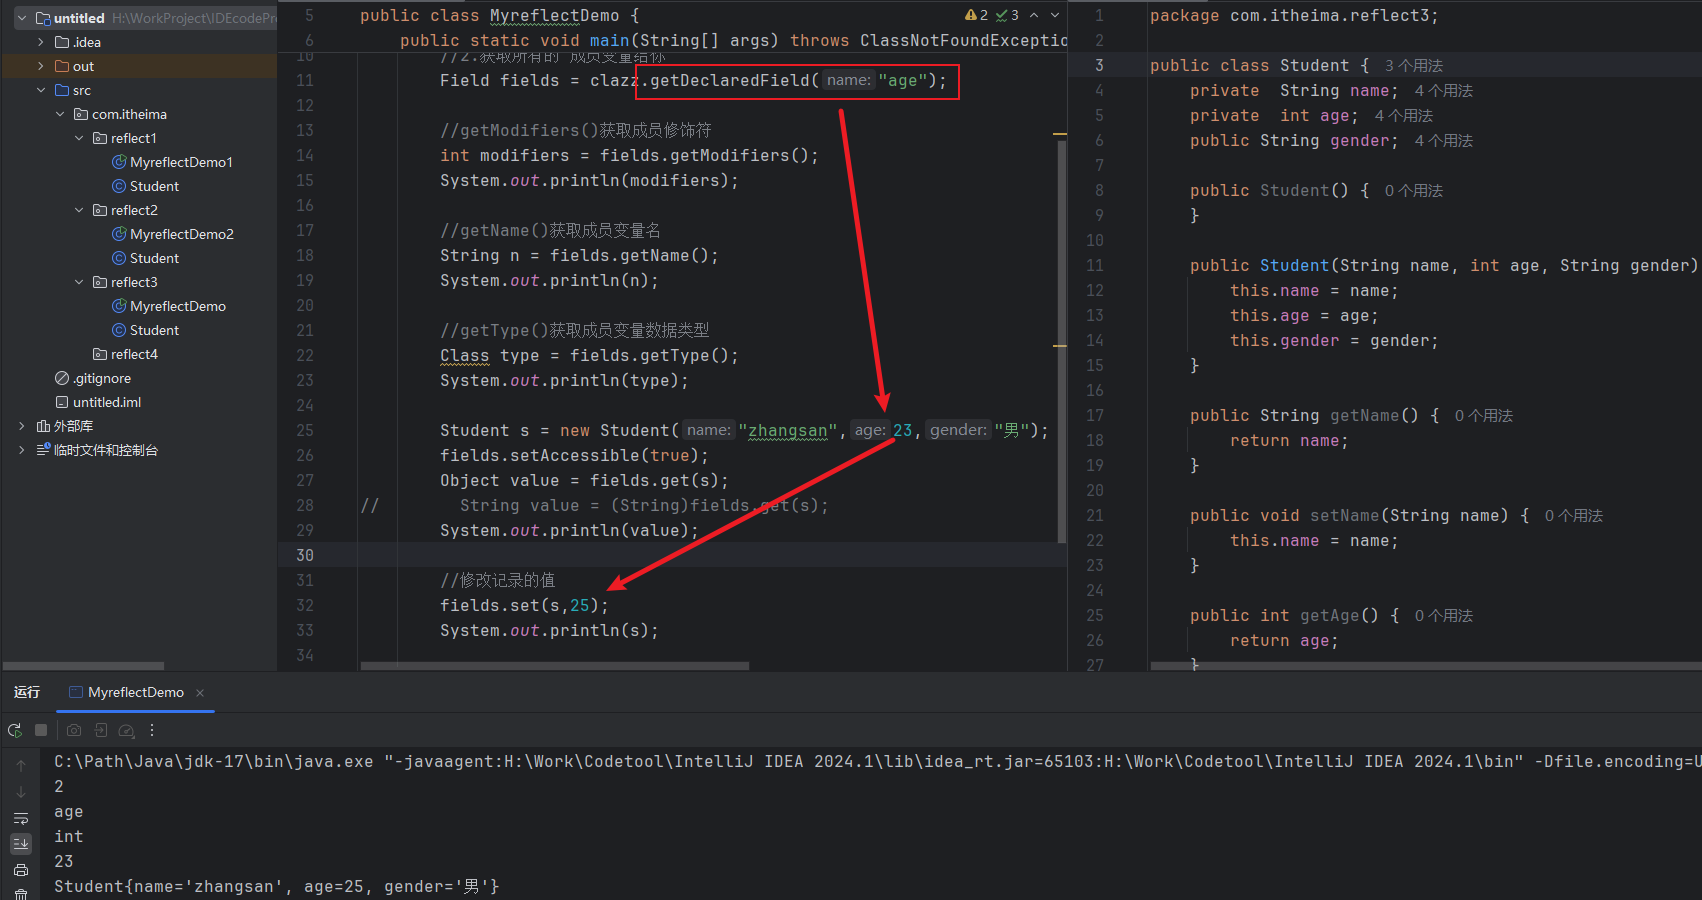 untitled H:\WorkProject\IDEcodePr
.idea
out
src
com.itheima
reflect1
MyreflectDemo1
Student
reflect2
MyreflectDemo2
Student
reflect3
MyreflectDemo
Student
reflect4
.gitignore
untitled.iml
外部库
临时文件和控制台
2 3
5 public class MyreflectDemo {
6 public static void main(String[] args) throws ClassNotFoundExceptio
10 //2.获取所有的 成员变量给你
11 Field fields = clazz.getDeclaredField( name: "age");
12
13 //getModifiers()获取成员修饰符
14 int modifiers = fields.getModifiers();
15 System.out.println(modifiers);
16
17 //getName()获取成员变量名
18 String n = fields.getName();
19 System.out.println(n);
20
21 //getType()获取成员变量数据类型
22 Class type = fields.getType();
23 System.out.println(type);
24
25 Student s = new Student( name: "zhangsan", age: 23, gender: "男");
26 fields.setAccessible(true);
27 Object value = fields.get(s);
28 // String value = (String)fields.get(s);
29 System.out.println(value);
30
31 //修改记录的值
32 fields.set(s,25);
33 System.out.println(s);
34
1 package com.itheima.reflect3;
2
3 public class Student { 3 个用法
4 private String name; 4 个用法
5 private int age; 4 个用法
6 public String gender; 4 个用法
7
8 public Student() { 0 个用法
9 }
10
11 public Student(String name, int age, String gender)
12 this.name = name;
13 this.age = age;
14 this.gender = gender;
15 }
16
17 public String getName() { 0 个用法
18 return name;
19 }
20
21 public void setName(String name) { 0 个用法
22 this.name = name;
23 }
24
25 public int getAge() { 0 个用法
26 return age;
27 }
运行 MyreflectDemo
C:\Path\Java\jdk-17\bin\java.exe "-javaagent:H:\Work\Codetool\IntelliJ IDEA 2024.1\lib\idea_rt.jar=65103:H:\Work\Codetool\IntelliJ IDEA 2024.1\bin" -Dfile.encoding=U
2
age
int
23
Student{name='zhangsan', age=25, gender='男'}